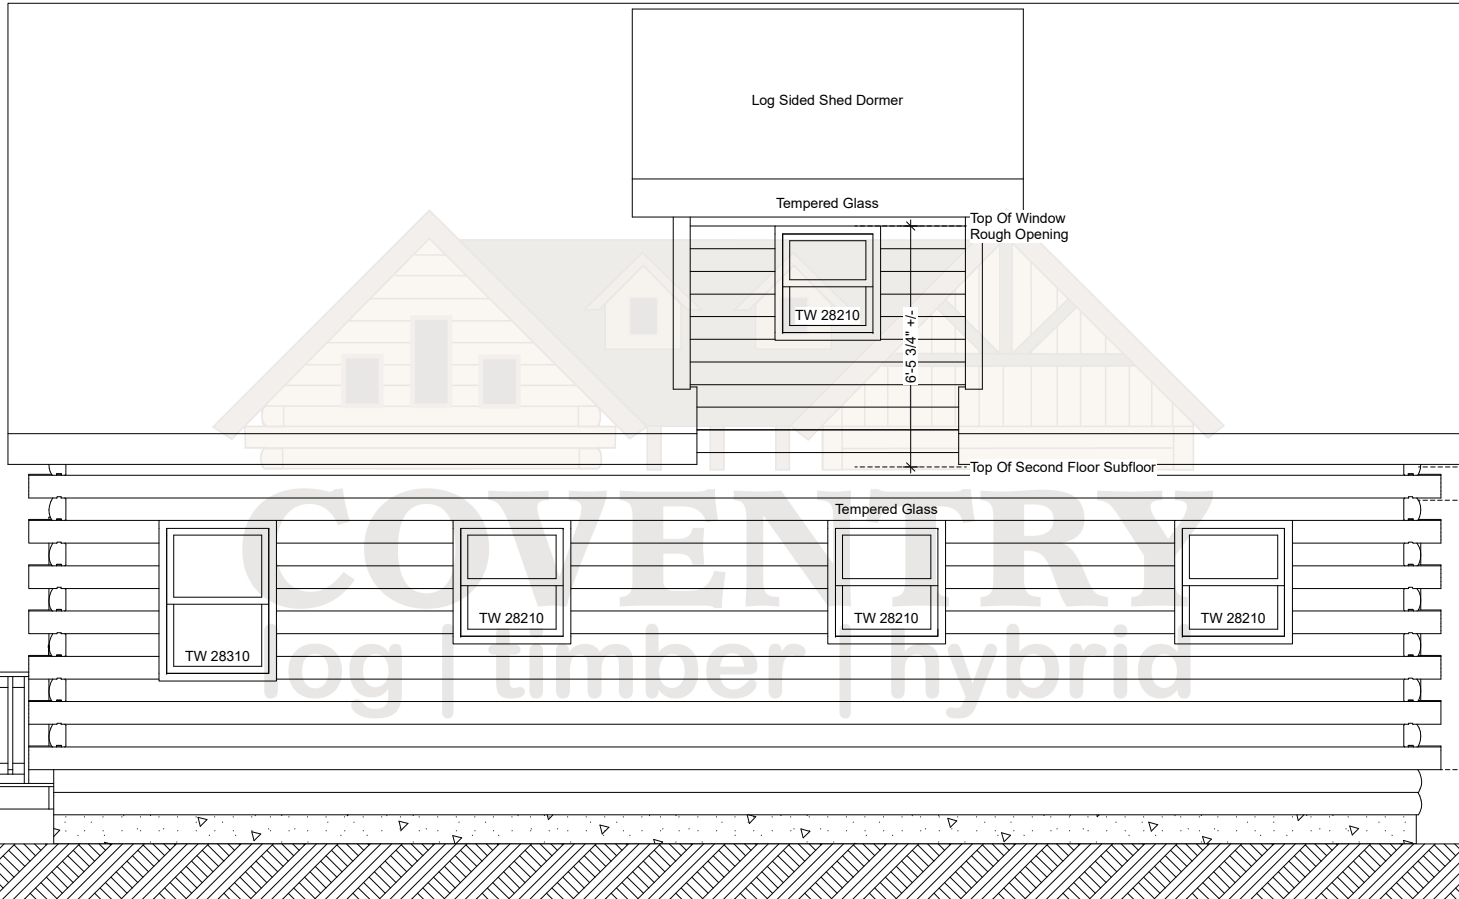 Log Sided Shed Dormer
Tempered Glass
Top Of Window
Rough Opening
TW 28210
6'-5 3/4" +/-
Top Of Second Floor Subfloor
Tempered Glass
COVENTRY
TW 28310
TW 28210
TW 28210
TW 28210
log | timber | hybrid